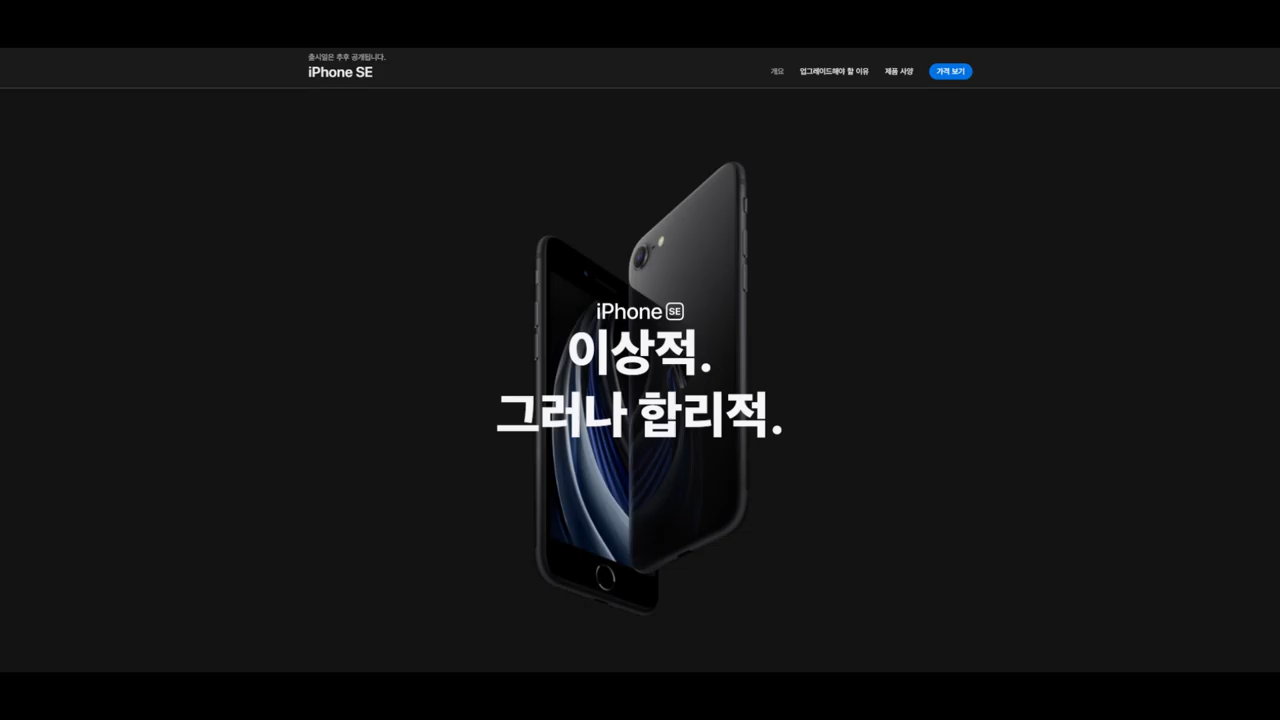 출시일은 추후 공개됩니다.
iPhone SE
개요 업그레이드해야 할 이유 제품 사양 가격 보기
iPhone SE
이상적.
그러나 합리적.